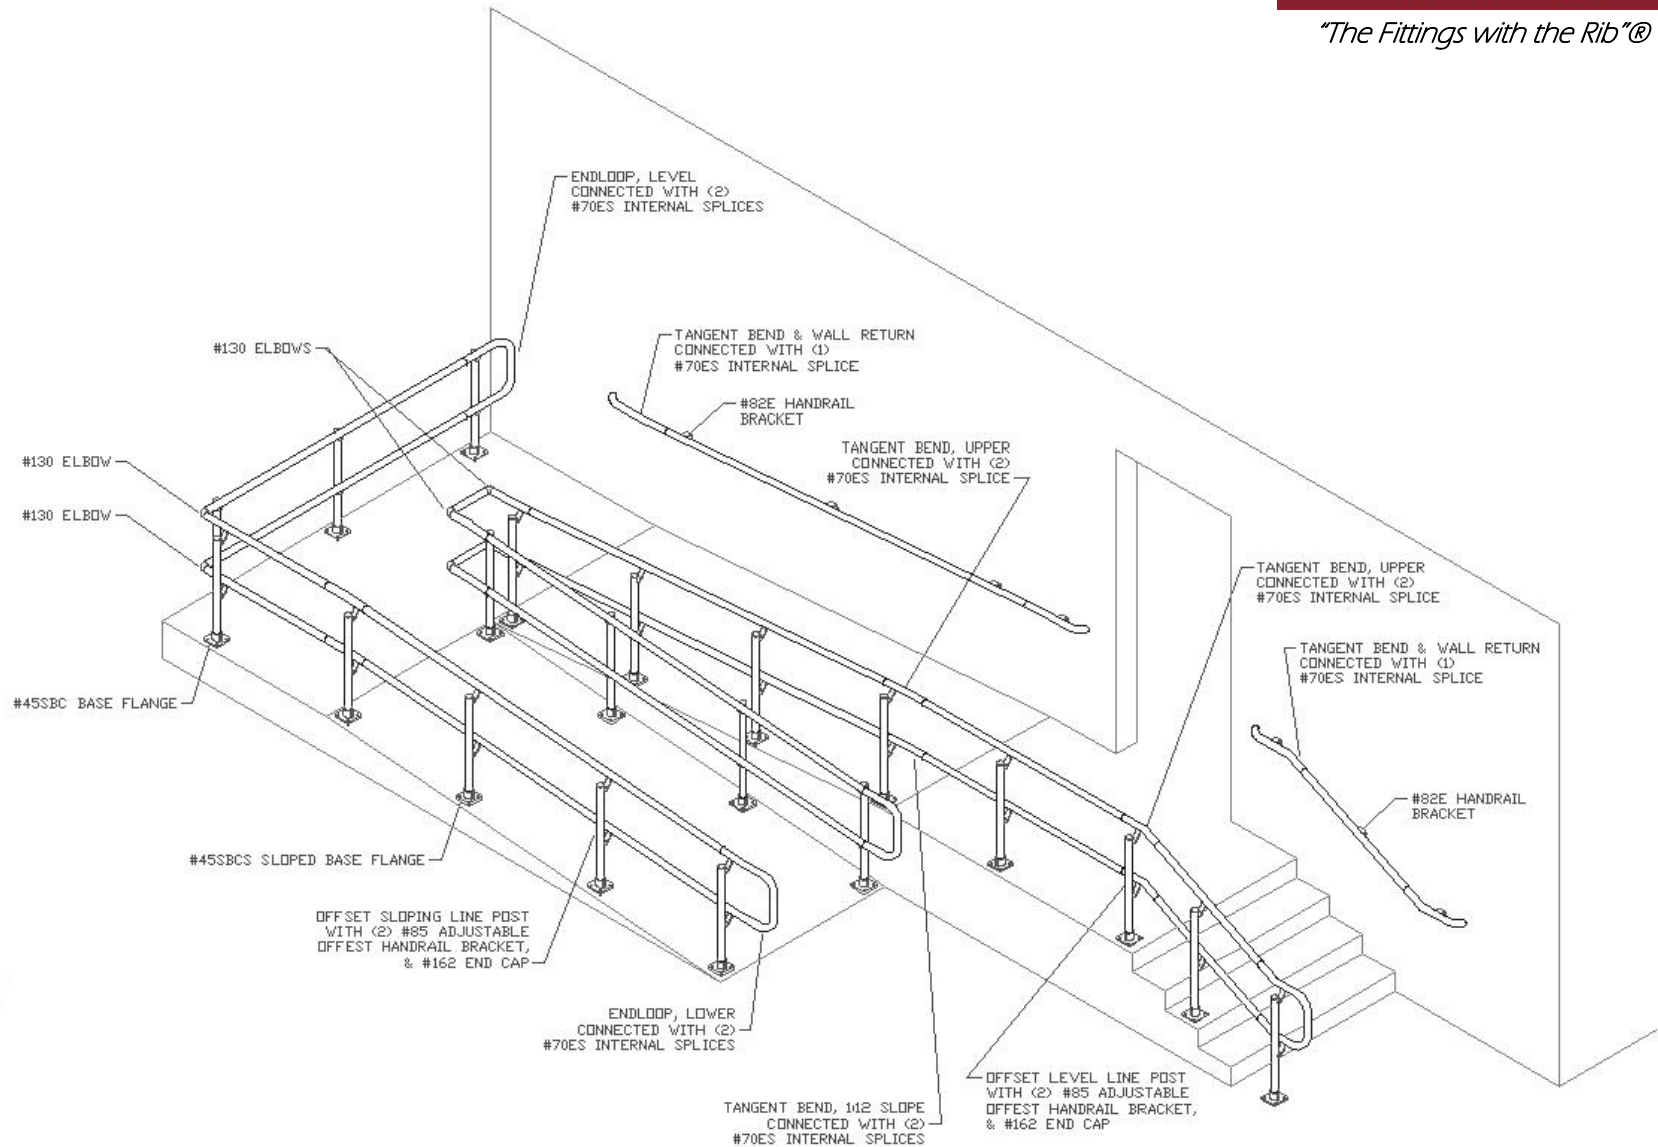 “The Fittings with the Rib”®
ENDLOOP, LEVEL
CONNECTED WITH (2)
#70ES INTERNAL SPLICES
#130 ELBOWS
TANGENT BEND & WALL RETURN
CONNECTED WITH (1)
#70ES INTERNAL SPLICE
#82E HANDRAIL
BRACKET
TANGENT BEND, UPPER
CONNECTED WITH (2)
#70ES INTERNAL SPLICE
#130 ELBOW
#130 ELBOW
TANGENT BEND, UPPER
CONNECTED WITH (2)
#70ES INTERNAL SPLICE
TANGENT BEND & WALL RETURN
CONNECTED WITH (1)
#70ES INTERNAL SPLICE
#45SBC BASE FLANGE
#82E HANDRAIL
BRACKET
#45SBCS SLOPED BASE FLANGE
OFFSET SLOPING LINE POST
WITH (2) #85 ADJUSTABLE
OFFEST HANDRAIL BRACKET,
& #162 END CAP
ENDLOOP, LOWER
CONNECTED WITH (2)
#70ES INTERNAL SPLICES
OFFSET LEVEL LINE POST
WITH (2) #85 ADJUSTABLE
OFFEST HANDRAIL BRACKET,
& #162 END CAP
TANGENT BEND, 1:12 SLOPE
CONNECTED WITH (2)
#70ES INTERNAL SPLICES